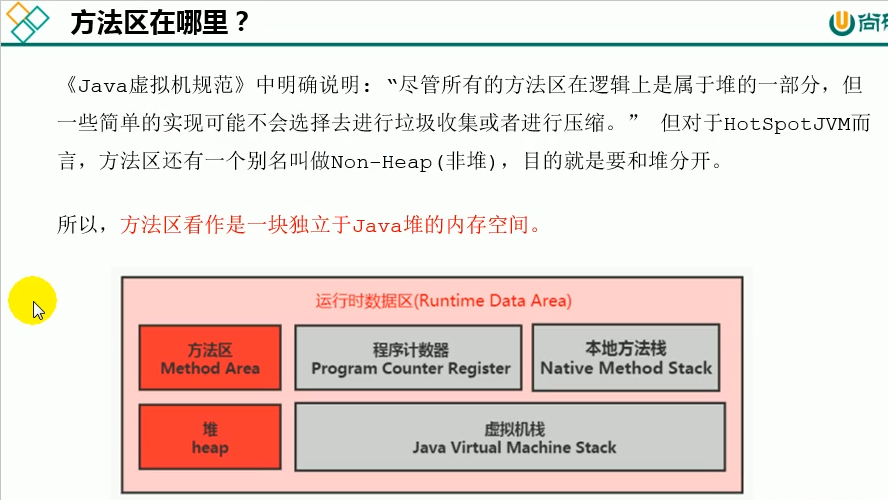 方法区在哪里？
尚硅
《Java虚拟机规范》中明确说明：“尽管所有的方法区在逻辑上是属于堆的一部分，但
一些简单的实现可能不会选择去进行垃圾收集或者进行压缩。” 但对于HotSpotJVM而
言，方法区还有一个别名叫做Non-Heap(非堆)，目的就是要和堆分开。
所以，方法区看作是一块独立于Java堆的内存空间。
运行时数据区(Runtime Data Area)
方法区
Method Area
程序计数器
Program Counter Register
本地方法栈
Native Method Stack
堆
heap
虚拟机栈
Java Virtual Machine Stack